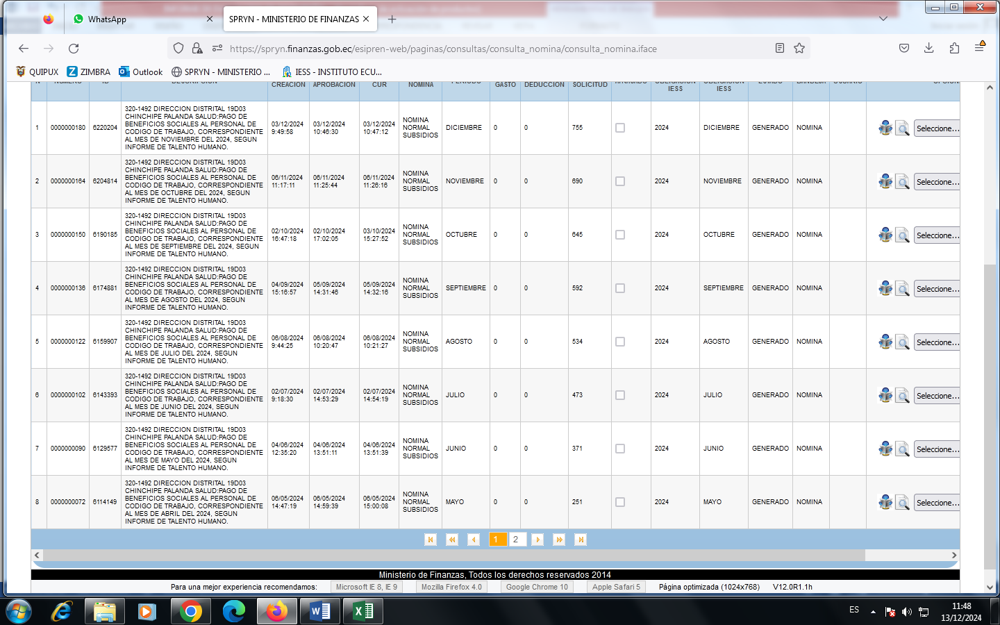 WhatsApp
SPRYN - MINISTERIO DE FINANZAS
https://spryn.finanzas.gob.ec/esipren-web/paginas/consultas/consulta_nomina/consulta_nomina.iface
QUIPUX ZIMBRA Outlook SPRYN - MINISTERIO ... IESS - INSTITUTO ECU...
CREACION APROBACION CUR NOMINA PERIODO GASTO DEDUCCION SOLICITUD IESS IESS
1 0000000180 6220204
320-1492 DIRECCION DISTRITAL 19D03
CHINCHIPE PALANDA SALUD:PAGO DE
BENEFICIOS SOCIALES AL PERSONAL DE
CODIGO DE TRABAJO, CORRESPONDIENTE
AL MES DE NOVIEMBRE DEL 2024, SEGUN
INFORME DE TALENTO HUMANO.
03/12/2024
9:49:58
03/12/2024
10:46:30
03/12/2024
10:47:12
NOMINA
NORMAL
SUBSIDIOS
DICIEMBRE 0 0 755 2024 DICIEMBRE GENERADO NOMINA Seleccione...
2 0000000164 6204814
320-1492 DIRECCION DISTRITAL 19D03
CHINCHIPE PALANDA SALUD:PAGO DE
BENEFICIOS SOCIALES AL PERSONAL DE
CODIGO DE TRABAJO, CORRESPONDIENTE
AL MES DE OCTUBRE DEL 2024, SEGUN
INFORME DE TALENTO HUMANO.
06/11/2024
11:17:11
06/11/2024
11:25:44
06/11/2024
11:26:16
NOMINA
NORMAL
SUBSIDIOS
NOVIEMBRE 0 0 690 2024 NOVIEMBRE GENERADO NOMINA Seleccione...
3 0000000150 6190185
320-1492 DIRECCION DISTRITAL 19D03
CHINCHIPE PALANDA SALUD:PAGO DE
BENEFICIOS SOCIALES AL PERSONAL DE
CODIGO DE TRABAJO, CORRESPONDIENTE
AL MES DE SEPTIEMBRE DEL 2024, SEGUN
INFORME DE TALENTO HUMANO.
02/10/2024
16:47:18
02/10/2024
17:02:05
03/10/2024
15:27:52
NOMINA
NORMAL
SUBSIDIOS
OCTUBRE 0 0 645 2024 OCTUBRE GENERADO NOMINA Seleccione...
4 0000000136 6174881
320-1492 DIRECCION DISTRITAL 19D03
CHINCHIPE PALANDA SALUD:PAGO DE
BENEFICIOS SOCIALES AL PERSONAL DE
CODIGO DE TRABAJO, CORRESPONDIENTE
AL MES DE AGOSTO DEL 2024, SEGUN
INFORME DE TALENTO HUMANO.
04/09/2024
15:16:57
05/09/2024
14:31:46
05/09/2024
14:32:16
NOMINA
NORMAL
SUBSIDIOS
SEPTIEMBRE 0 0 592 2024 SEPTIEMBRE GENERADO NOMINA Seleccione...
5 0000000122 6159907
320-1492 DIRECCION DISTRITAL 19D03
CHINCHIPE PALANDA SALUD:PAGO DE
BENEFICIOS SOCIALES AL PERSONAL DE
CODIGO DE TRABAJO, CORRESPONDIENTE
AL MES DE JULIO DEL 2024, SEGUN
INFORME DE TALENTO HUMANO.
06/08/2024
9:44:25
06/08/2024
10:20:47
06/08/2024
10:21:27
NOMINA
NORMAL
SUBSIDIOS
AGOSTO 0 0 534 2024 AGOSTO GENERADO NOMINA Seleccione...
6 0000000102 6143393
320-1492 DIRECCION DISTRITAL 19D03
CHINCHIPE PALANDA SALUD:PAGO DE
BENEFICIOS SOCIALES AL PERSONAL DE
CODIGO DE TRABAJO, CORRESPONDIENTE
AL MES DE JUNIO DEL 2024, SEGUN
INFORME DE TALENTO HUMANO.
02/07/2024
9:18:30
02/07/2024
14:53:29
02/07/2024
14:54:19
NOMINA
NORMAL
SUBSIDIOS
JULIO 0 0 473 2024 JULIO GENERADO NOMINA Seleccione...
7 0000000090 6129577
320-1492 DIRECCION DISTRITAL 19D03
CHINCHIPE PALANDA SALUD:PAGO DE
BENEFICIOS SOCIALES AL PERSONAL DE
CODIGO DE TRABAJO, CORRESPONDIENTE
AL MES DE MAYO DEL 2024, SEGUN
INFORME DE TALENTO HUMANO.
04/06/2024
12:35:20
04/06/2024
13:51:11
04/06/2024
13:51:39
NOMINA
NORMAL
SUBSIDIOS
JUNIO 0 0 371 2024 JUNIO GENERADO NOMINA Seleccione...
8 0000000072 6114149
320-1492 DIRECCION DISTRITAL 19D03
CHINCHIPE PALANDA SALUD:PAGO DE
BENEFICIOS SOCIALES AL PERSONAL DE
CODIGO DE TRABAJO, CORRESPONDIENTE
AL MES DE ABRIL DEL 2024, SEGUN
INFORME DE TALENTO HUMANO.
06/05/2024
14:47:19
06/05/2024
14:59:39
06/05/2024
15:00:08
NOMINA
NORMAL
SUBSIDIOS
MAYO 0 0 251 2024 MAYO GENERADO NOMINA Seleccione...
1 2
Ministerio de Finanzas, Todos los derechos reservados 2014
Para una mejor experiencia recomendamos: Microsoft IE 8, IE 9 Mozilla Firefox 4.0 Google Chrome 10 Apple Safari 5 Página optimizada (1024x768) V12.0R1.1h
ES
11:48
13/12/2024